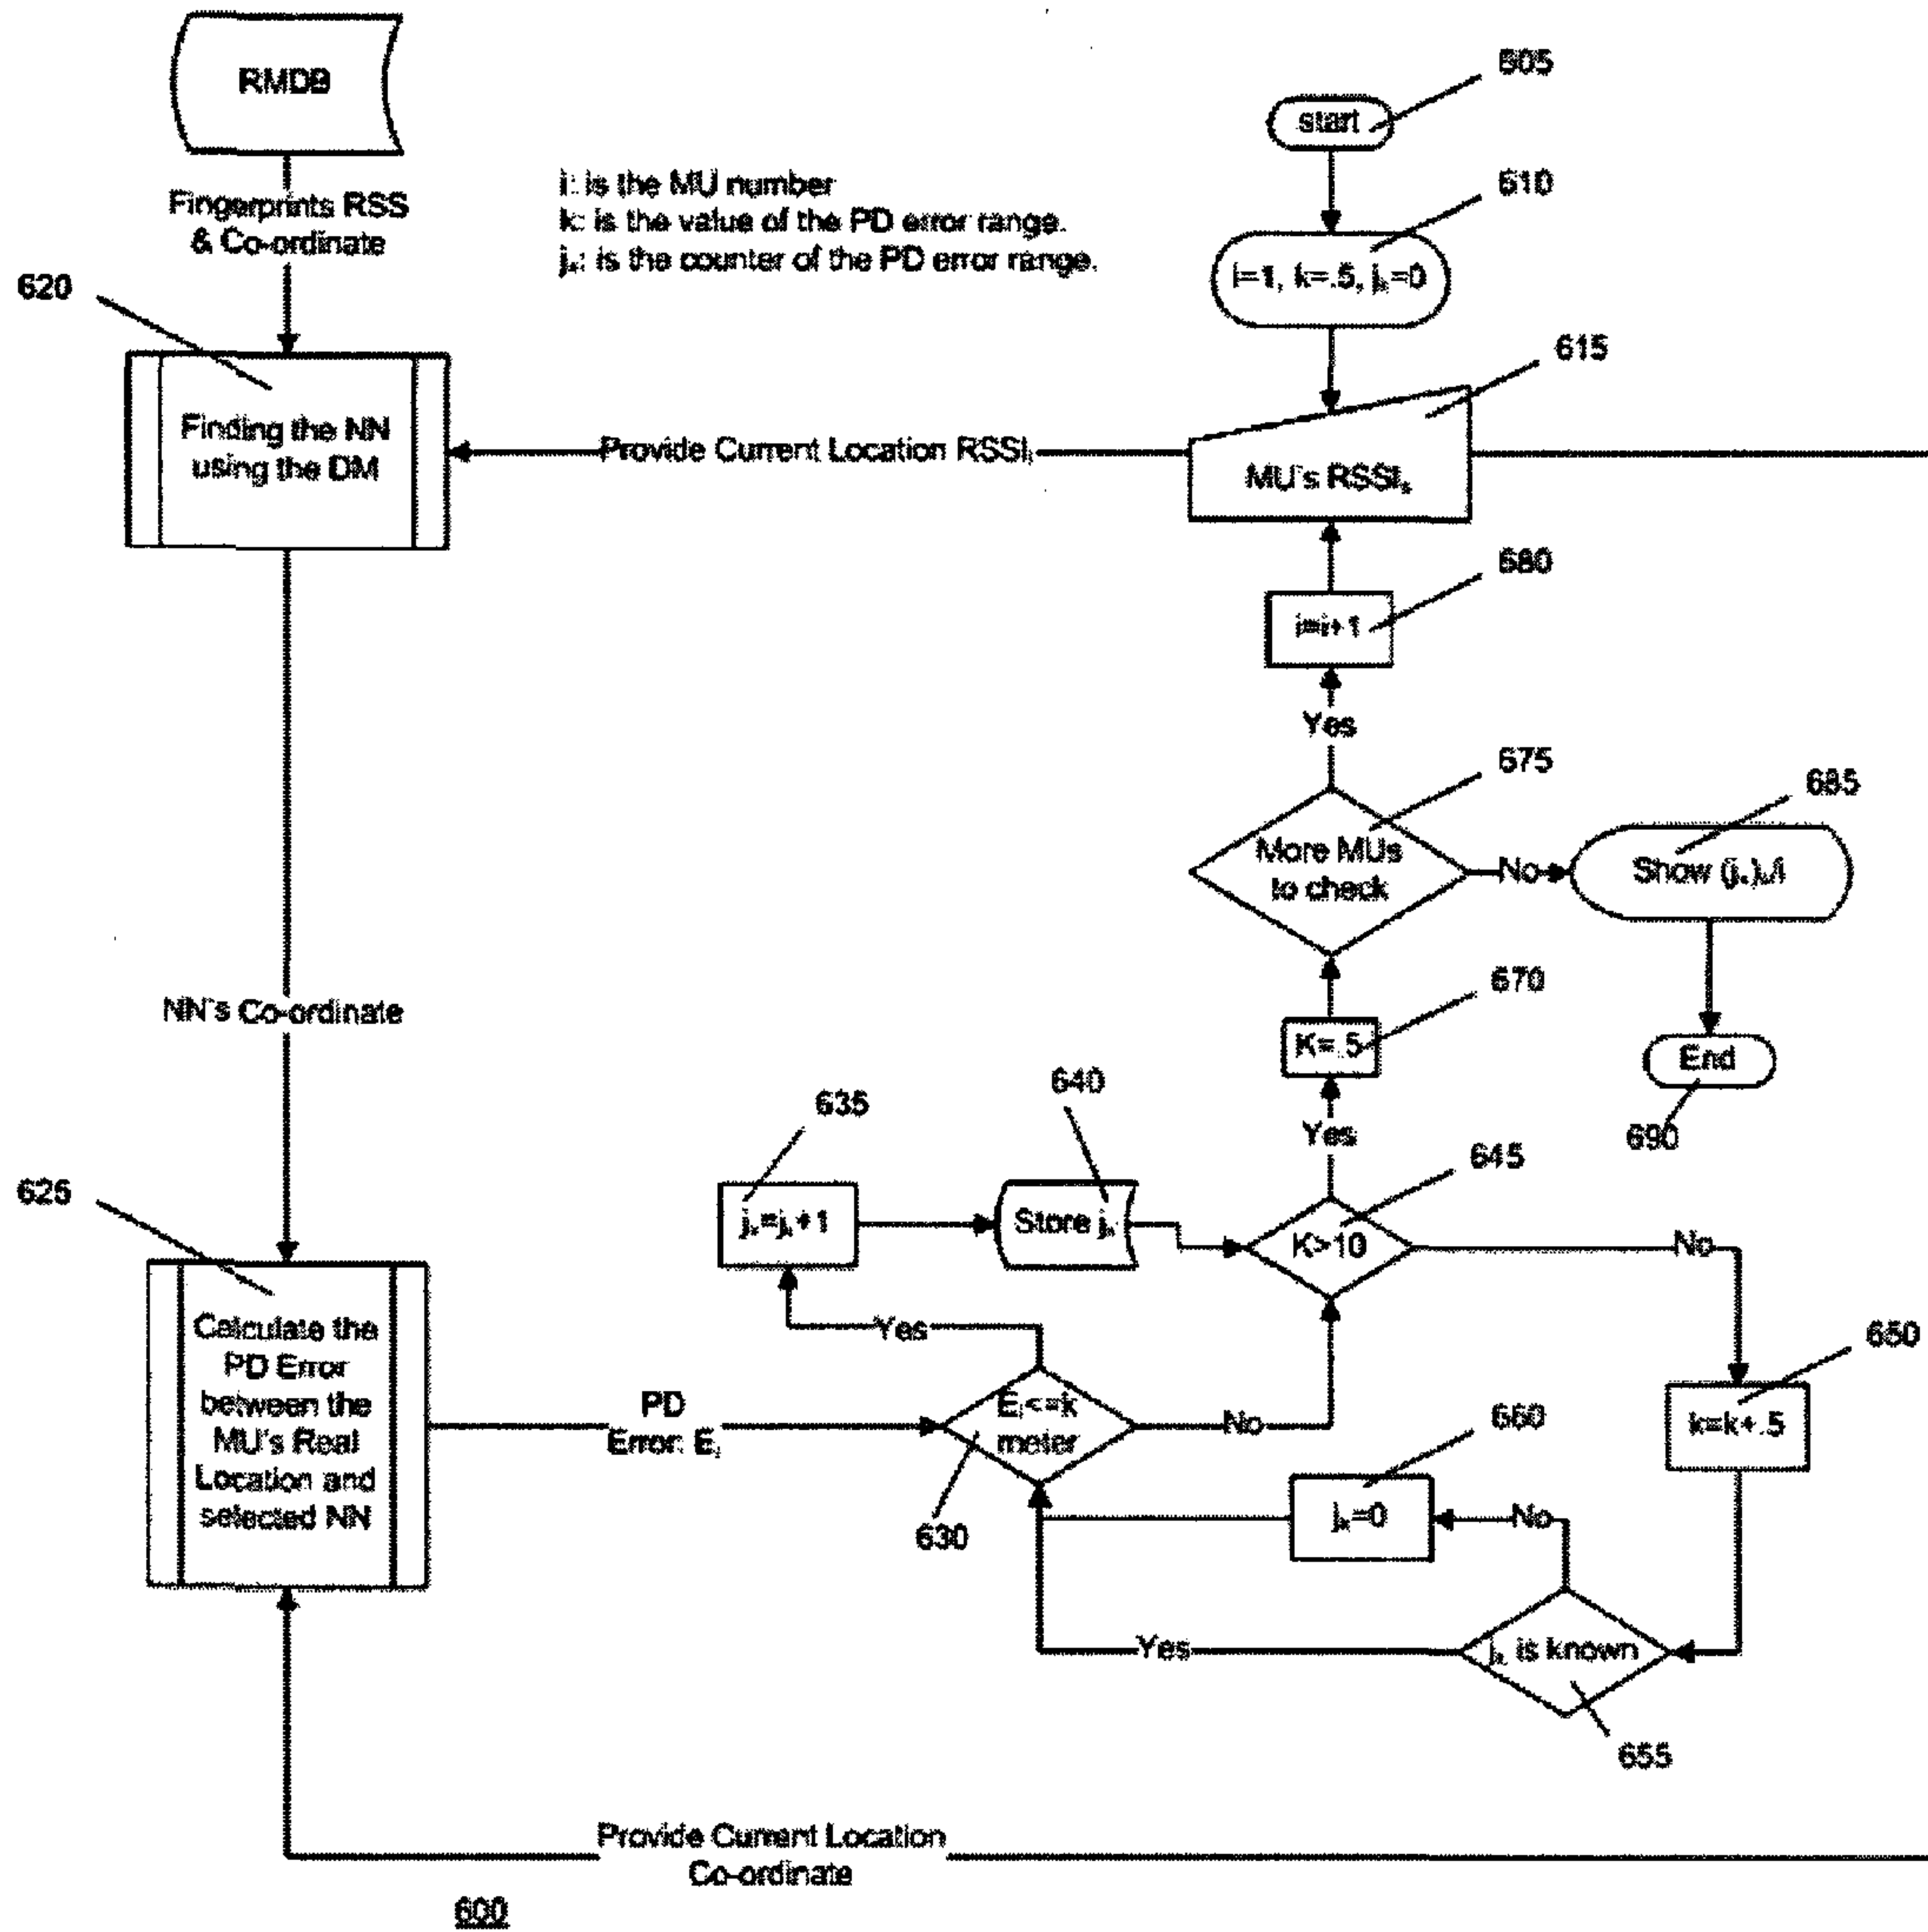 RMDB
605
start
i: is the MU number
k: is the value of the PD error range.
jₖ: is the counter of the PD error range.
Fingerprints RSS
& Co-ordinate
610
i=1, k=.5, jₖ=0
620
615
Finding the NN
using the DM
Provide Current Location RSSIᵢ
MU's RSSIₛ
680
i=i+1
Yes
675
More MUs
to check
No
685
Show
670
K=.5
End
690
NN's Co-ordinate
Yes
635
640
645
625
jₖ=jₖ+1
Store jₖ
K>10
No
Calculate the
PD Error
between the
MU's Real
Location and
selected NN
Yes
650
k=k+.5
PD
Error: Eᵢ
Eᵢ<=k
meter
No
660
630
jₖ=0
No
Yes
jₖ is known
655
Provide Current Location
Co-ordinate
600